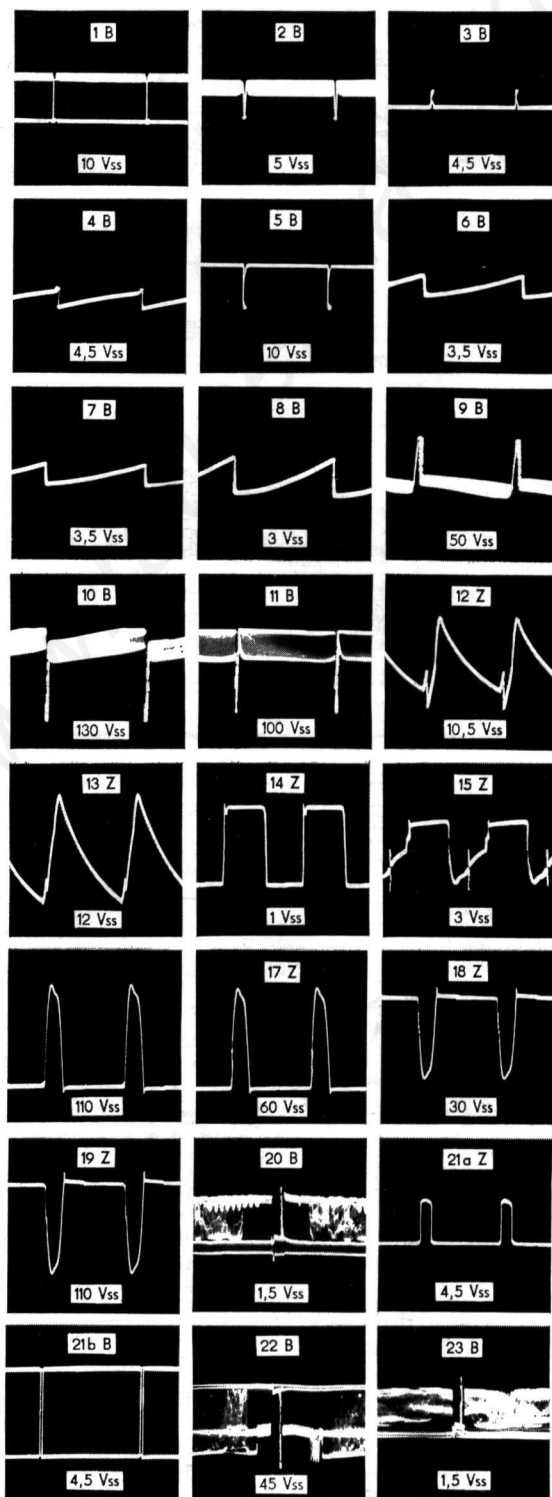 1 B
10 Vss
2 B
5 Vss
3 B
4,5 Vss
4 B
4,5 Vss
5 B
10 Vss
6 B
3,5 Vss
7 B
3,5 Vss
8 B
3 Vss
9 B
50 Vss
10 B
130 Vss
11 B
100 Vss
12 Z
10,5 Vss
13 Z
12 Vss
14 Z
1 Vss
15 Z
3 Vss
110 Vss
17 Z
60 Vss
18 Z
30 Vss
19 Z
110 Vss
20 B
1,5 Vss
21a Z
4,5 Vss
21b B
4,5 Vss
22 B
45 Vss
23 B
1,5 Vss